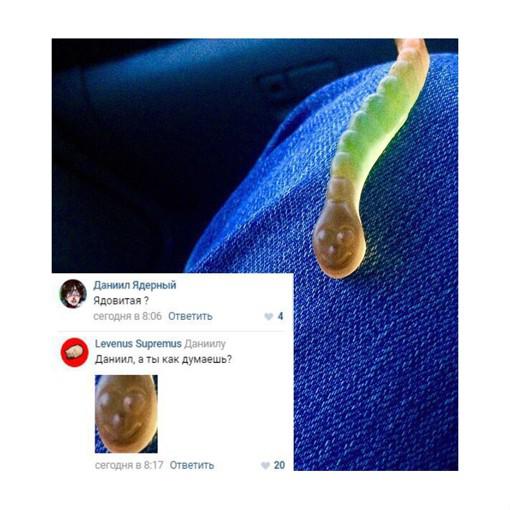 Даниил Ядерный
Ядовитая ?
сегодня в 8:06 Ответить 4
Levenus Supremus Даниилу
Даниил, а ты как думаешь?
сегодня в 8:17 Ответить 20